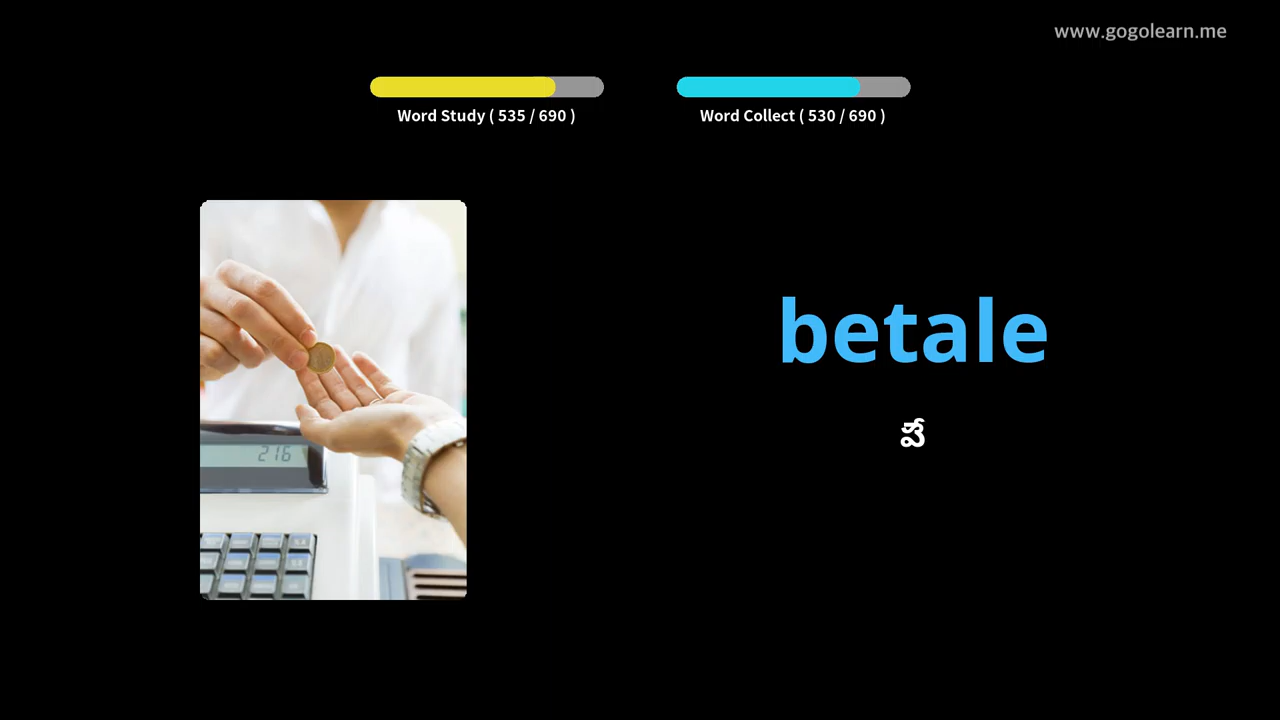 www.gogolearn.me
Word Study ( 535 / 690 )
Word Collect ( 530 / 690 )
betale
పే
216